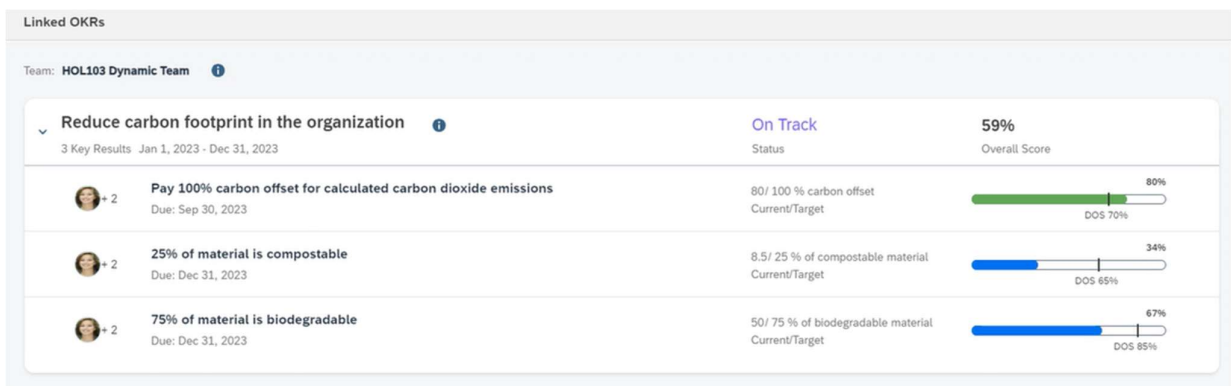 Linked OKRs
Team: HOL103 Dynamic Team
Reduce carbon footprint in the organization
3 Key Results Jan 1, 2023 - Dec 31, 2023
On Track
Status
59%
Overall Score
+ 2
Pay 100% carbon offset for calculated carbon dioxide emissions
Due: Sep 30, 2023
80/ 100 % carbon offset
Current/Target
80%
DOS 70%
+ 2
25% of material is compostable
Due: Dec 31, 2023
8.5/ 25 % of compostable material
Current/Target
34%
DOS 65%
+ 2
75% of material is biodegradable
Due: Dec 31, 2023
50/ 75 % of biodegradable material
Current/Target
67%
DOS 85%